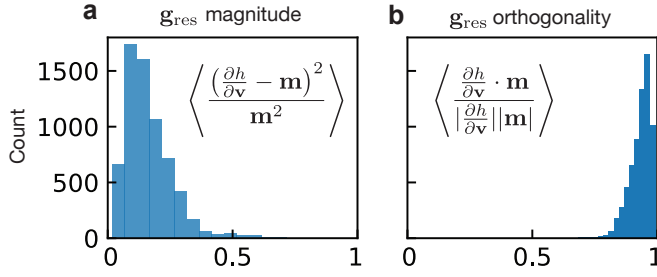 a
g_res magnitude
b
g_res orthogonality
Count
1500
1000
500
0
⟨ (∂h/∂v − m)² / m² ⟩
0
0.5
1
⟨ ∂h/∂v · m / |∂h/∂v||m| ⟩
0
0.5
1